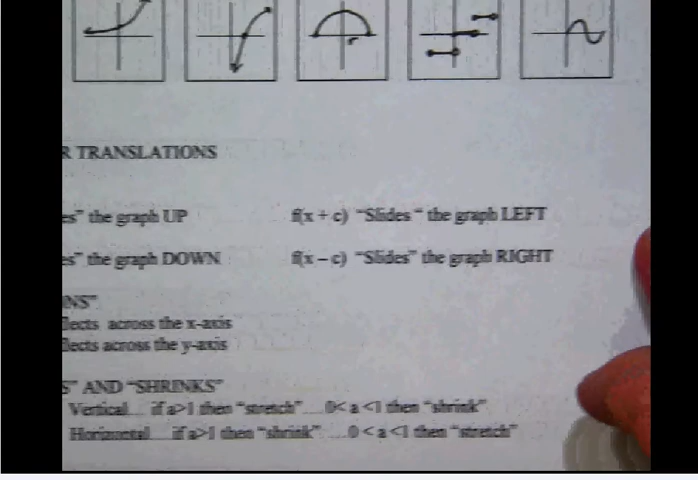 R TRANSLATIONS
es" the graph UP f(x + c) "Slides " the graph LEFT
es" the graph DOWN f(x – c) "Slides" the graph RIGHT
NS"
flects across the x-axis
flects across the y-axis
S" AND "SHRINKS"
Vertical.... if a>1 then "stretch" ....0< a <1 then "shrink"
Horizontal.... if a>1 then "shrink" ....0 < a <1 then "stretch"